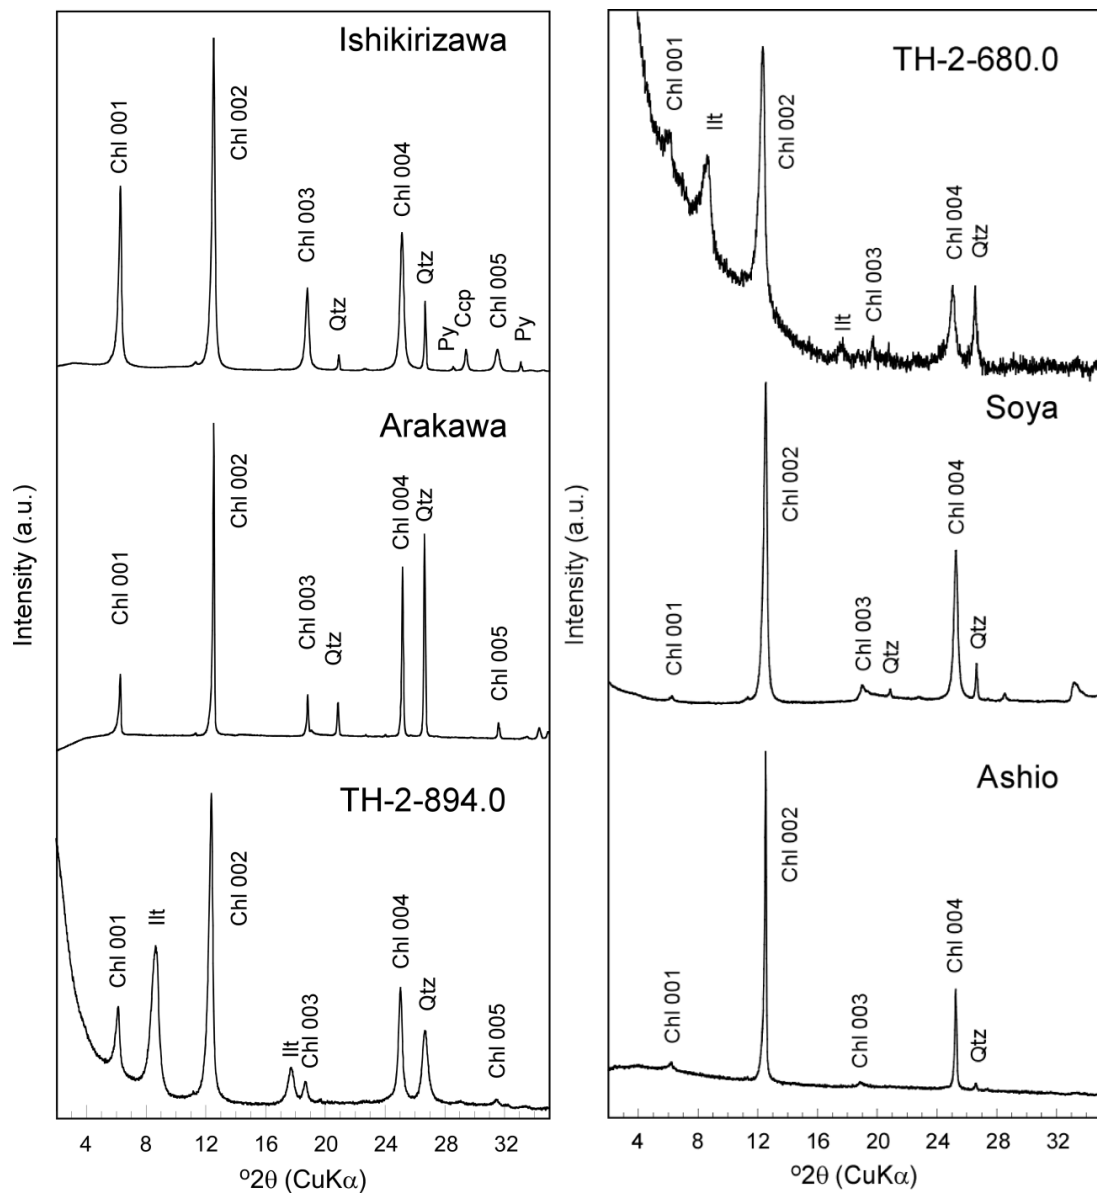 Ishikirizawa
Chl 001
Chl 002
Chl 003
Qtz
Chl 004
Qtz
Py
Ccp
Chl 005
Py
Arakawa
Chl 001
Chl 002
Chl 003
Qtz
Chl 004
Qtz
Chl 005
TH-2-894.0
Chl 001
Ilt
Chl 002
Ilt
Chl 003
Chl 004
Qtz
Chl 005
Intensity (a.u.)
4 8 12 16 20 24 28 32
°2θ (CuKα)
TH-2-680.0
Chl 001
Ilt
Chl 002
Ilt
Chl 003
Chl 004
Qtz
Soya
Chl 001
Chl 002
Chl 003
Qtz
Chl 004
Qtz
Ashio
Chl 001
Chl 002
Chl 003
Chl 004
Qtz
Intensity (a.u.)
4 8 12 16 20 24 28 32
°2θ (CuKα)